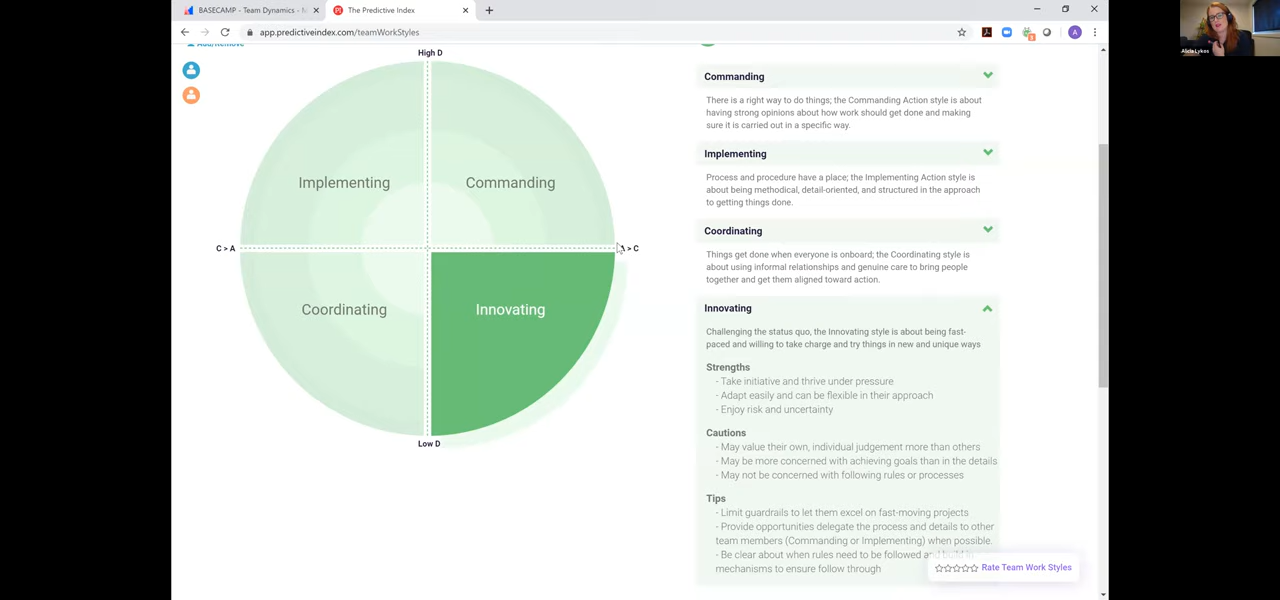 BASECAMP - Team Dynamics -
The Predictive Index
app.predictiveindex.com/teamWorkStyles
A
Alicia Lykos
Add/Remove
High D
Implementing
Commanding
C > A
> C
Coordinating
Innovating
Low D
Commanding
There is a right way to do things; the Commanding Action style is about
having strong opinions about how work should get done and making
sure it is carried out in a specific way.
Implementing
Process and procedure have a place; the Implementing Action style is
about being methodical, detail-oriented, and structured in the approach
to getting things done.
Coordinating
Things get done when everyone is onboard; the Coordinating style is
about using informal relationships and genuine care to bring people
together and get them aligned toward action.
Innovating
Challenging the status quo, the Innovating style is about being fast-
paced and willing to take charge and try things in new and unique ways
Strengths
- Take initiative and thrive under pressure
- Adapt easily and can be flexible in their approach
- Enjoy risk and uncertainty
Cautions
- May value their own, individual judgement more than others
- May be more concerned with achieving goals than in the details
- May not be concerned with following rules or processes
Tips
- Limit guardrails to let them excel on fast-moving projects
- Provide opportunities delegate the process and details to other
team members (Commanding or Implementing) when possible.
- Be clear about when rules need to be followed and build in
mechanisms to ensure follow through
Rate Team Work Styles